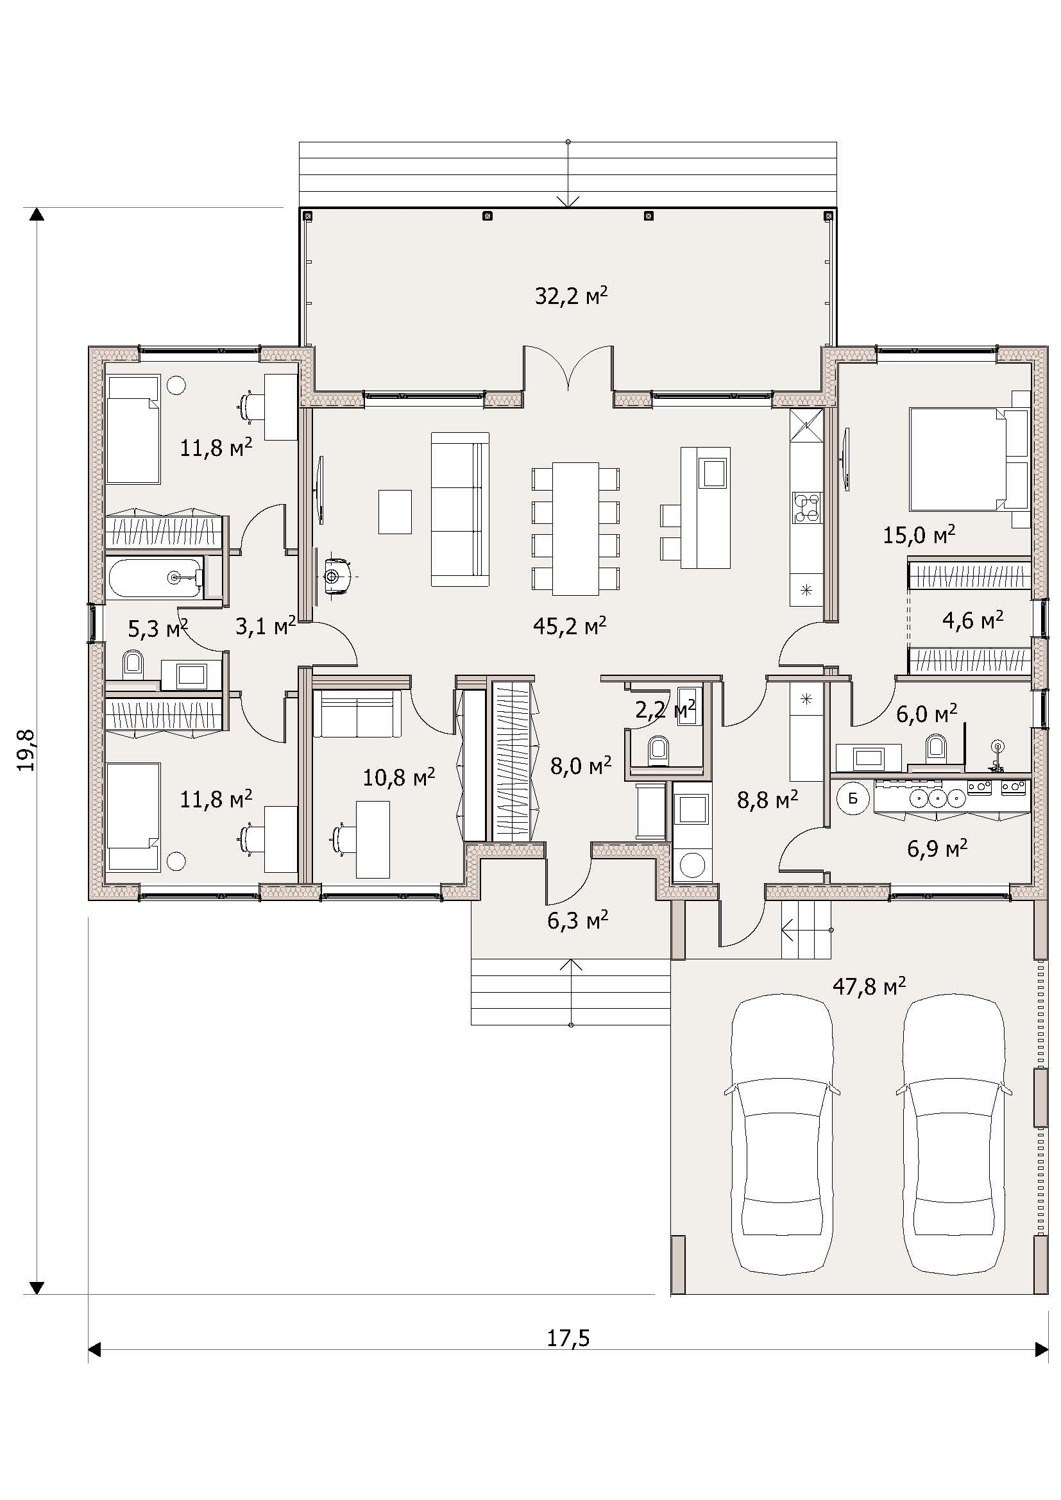 32,2 м²
11,8 м²
15,0 м²
5,3 м²
3,1 м²
45,2 м²
4,6 м²
2,2 м²
6,0 м²
19,8
10,8 м²
8,0 м²
11,8 м²
8,8 м²
Б
6,9 м²
6,3 м²
47,8 м²
17,5